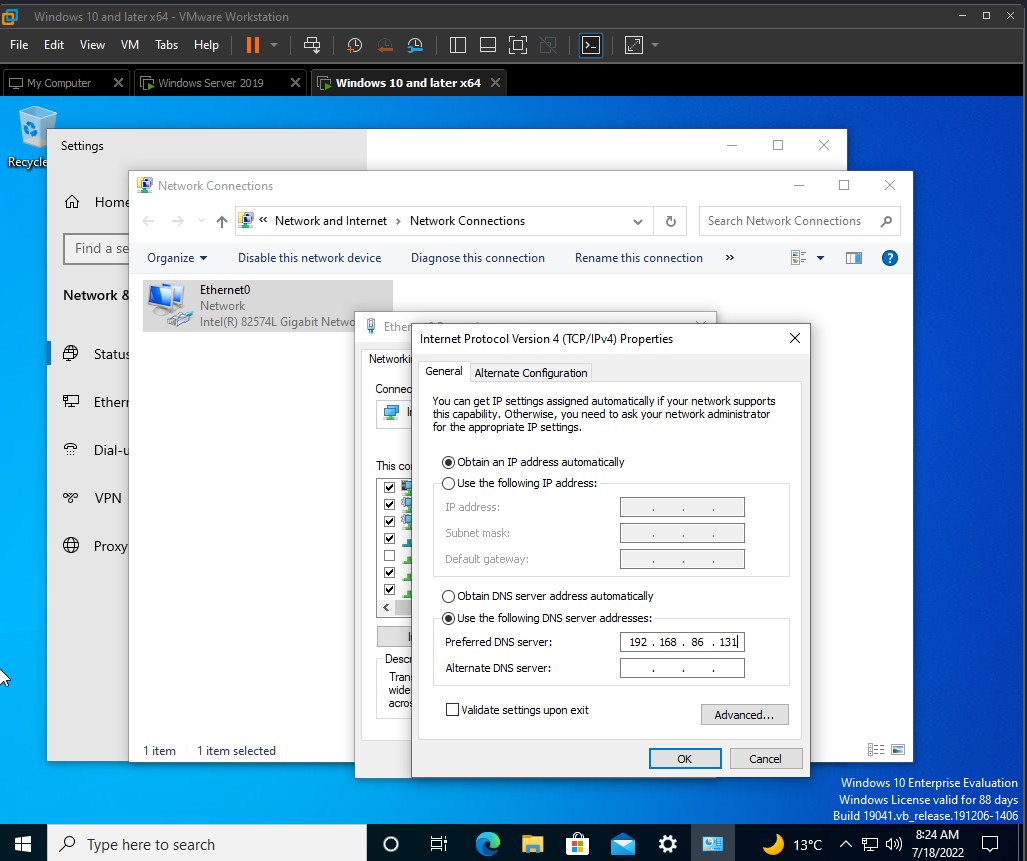 Windows 10 and later x64 - VMware Workstation
File Edit View VM Tabs Help
My Computer Windows Server 2019 Windows 10 and later x64
Recycle
Settings
Home
Find a se
Network &
Status
Ethern
Dial-u
VPN
Proxy
Network Connections
« Network and Internet › Network Connections
Search Network Connections
Organize Disable this network device Diagnose this connection Rename this connection »
Ethernet0
Network
Intel(R) 82574L Gigabit Netwo
1 item 1 item selected
Networkin
Connec
This co
Descr
Trans
wide
acros
Internet Protocol Version 4 (TCP/IPv4) Properties
General Alternate Configuration
You can get IP settings assigned automatically if your network supports
this capability. Otherwise, you need to ask your network administrator
for the appropriate IP settings.
Obtain an IP address automatically
Use the following IP address:
IP address: . . .
Subnet mask: . . .
Default gateway: . . .
Obtain DNS server address automatically
Use the following DNS server addresses:
Preferred DNS server: 192 . 168 . 86 . 131
Alternate DNS server: . . .
Validate settings upon exit
Advanced...
OK Cancel
Windows 10 Enterprise Evaluation
Windows License valid for 88 days
Build 19041.vb_release.191206-1406
Type here to search
13°C
8:24 AM
7/18/2022